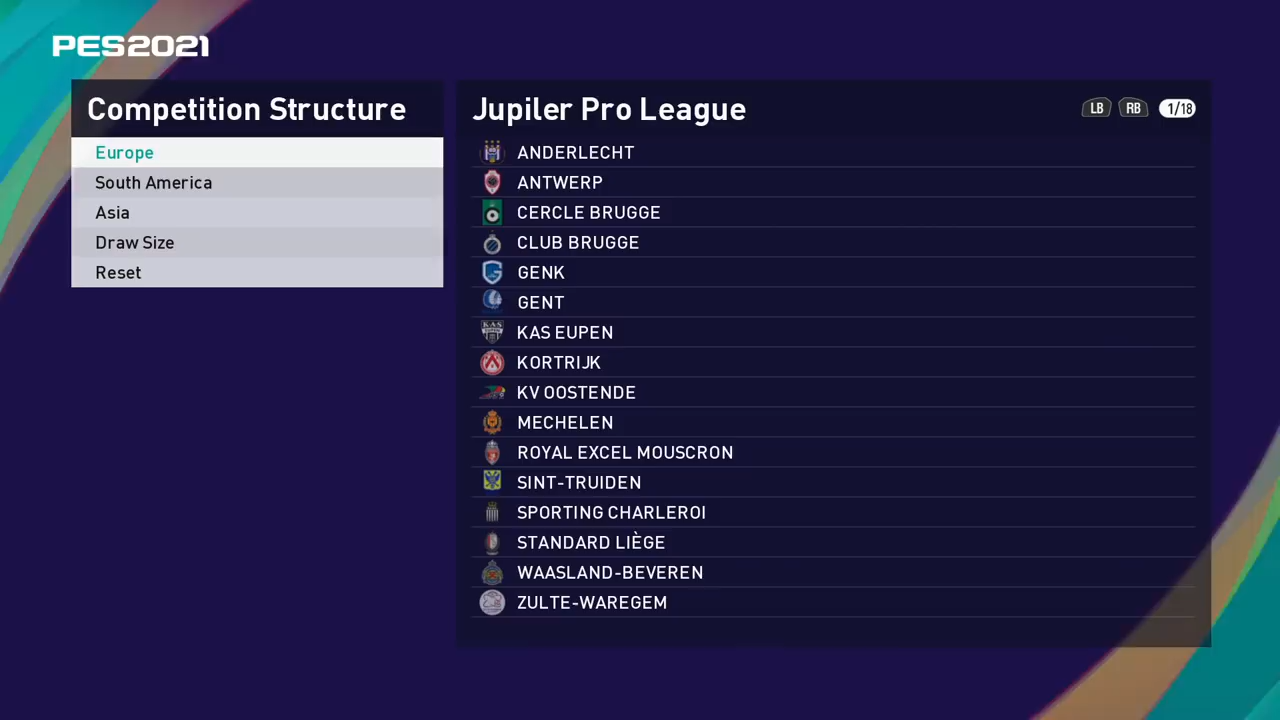 PES2021
Competition Structure
Europe
South America
Asia
Draw Size
Reset
Jupiler Pro League
LB RB 1/18
ANDERLECHT
ANTWERP
CERCLE BRUGGE
CLUB BRUGGE
GENK
GENT
KAS EUPEN
KORTRIJK
KV OOSTENDE
MECHELEN
ROYAL EXCEL MOUSCRON
SINT-TRUIDEN
SPORTING CHARLEROI
STANDARD LIÈGE
WAASLAND-BEVEREN
ZULTE-WAREGEM